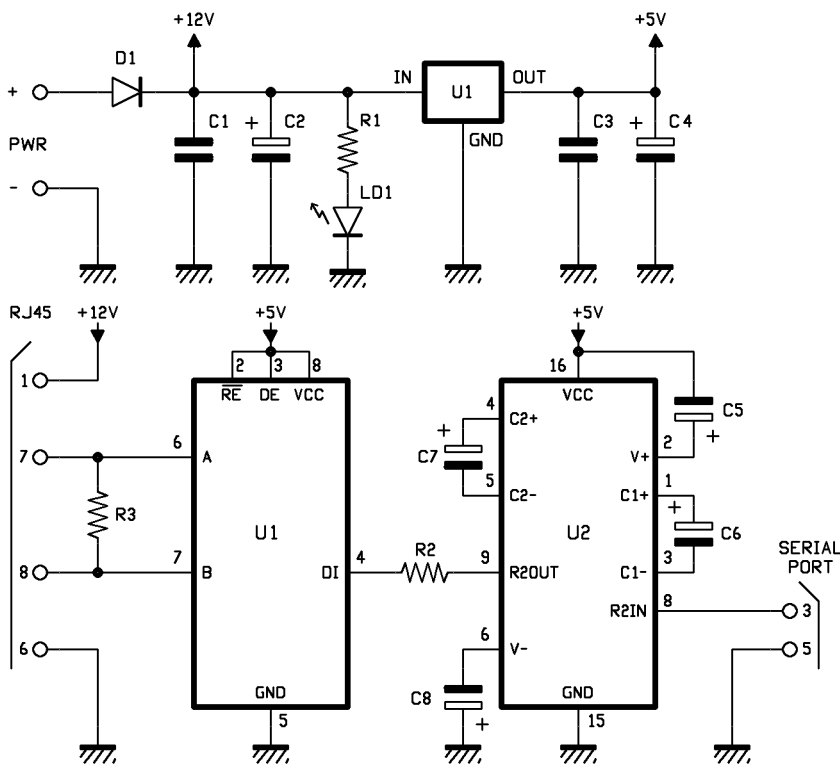 +12V
+5V
D1
IN
U1
OUT
+
C1
+
C2
R1
GND
C3
+
C4
PWR
-
LD1
RJ45
+12V
+5V
+5V
2
3
8
16
1
RE
DE
VCC
VCC
4
C2+
C5
+
6
+
C7
2
7
A
V+
5
1
C2-
C1+
+
R3
U1
U2
C6
SERIAL
PORT
7
4
R2
9
3
8
B
DI
R2OUT
C1-
8
R2IN
3
6
6
V-
5
C8
GND
GND
+
5
15